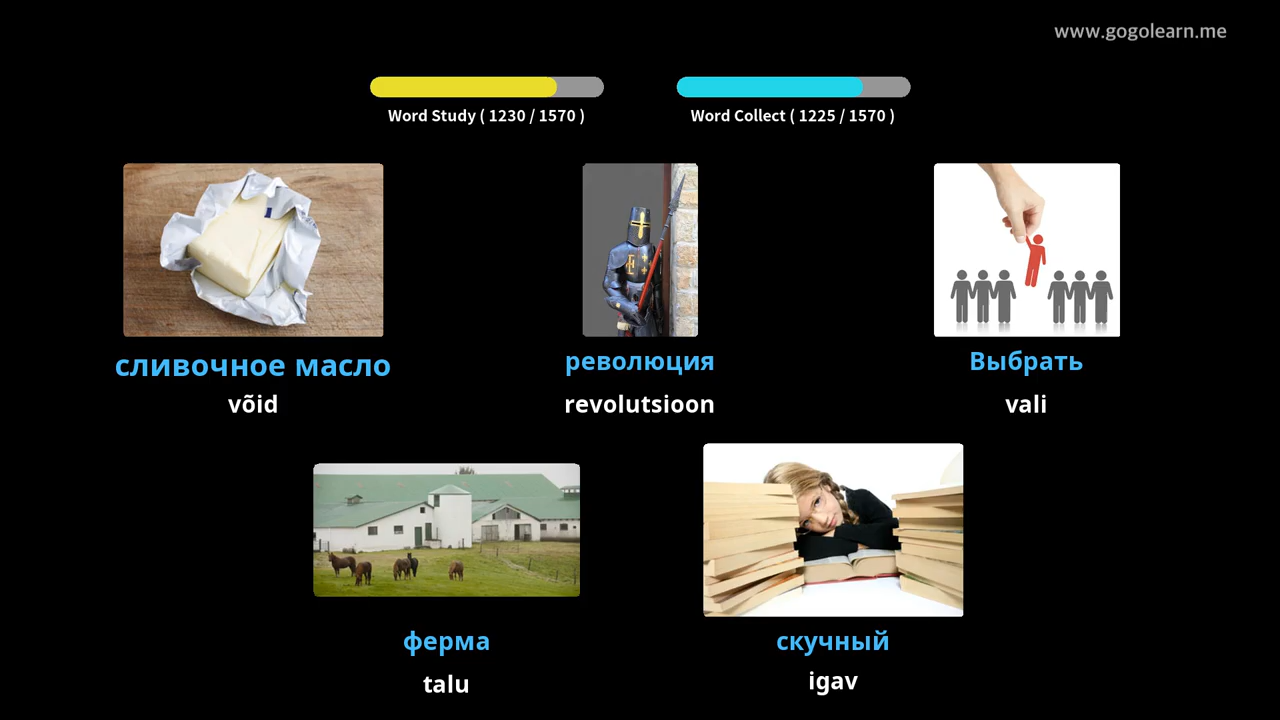 www.gogolearn.me
Word Study ( 1230 / 1570 )
Word Collect ( 1225 / 1570 )
сливочное масло
võid
революция
revolutsioon
Выбрать
vali
ферма
talu
скучный
igav